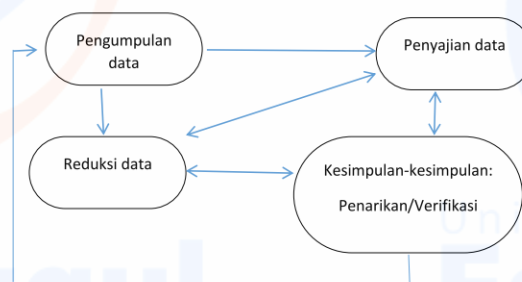 Pengumpulan
data
Penyajian data
Reduksi data
Kesimpulan-kesimpulan:
Penarikan/Verifikasi